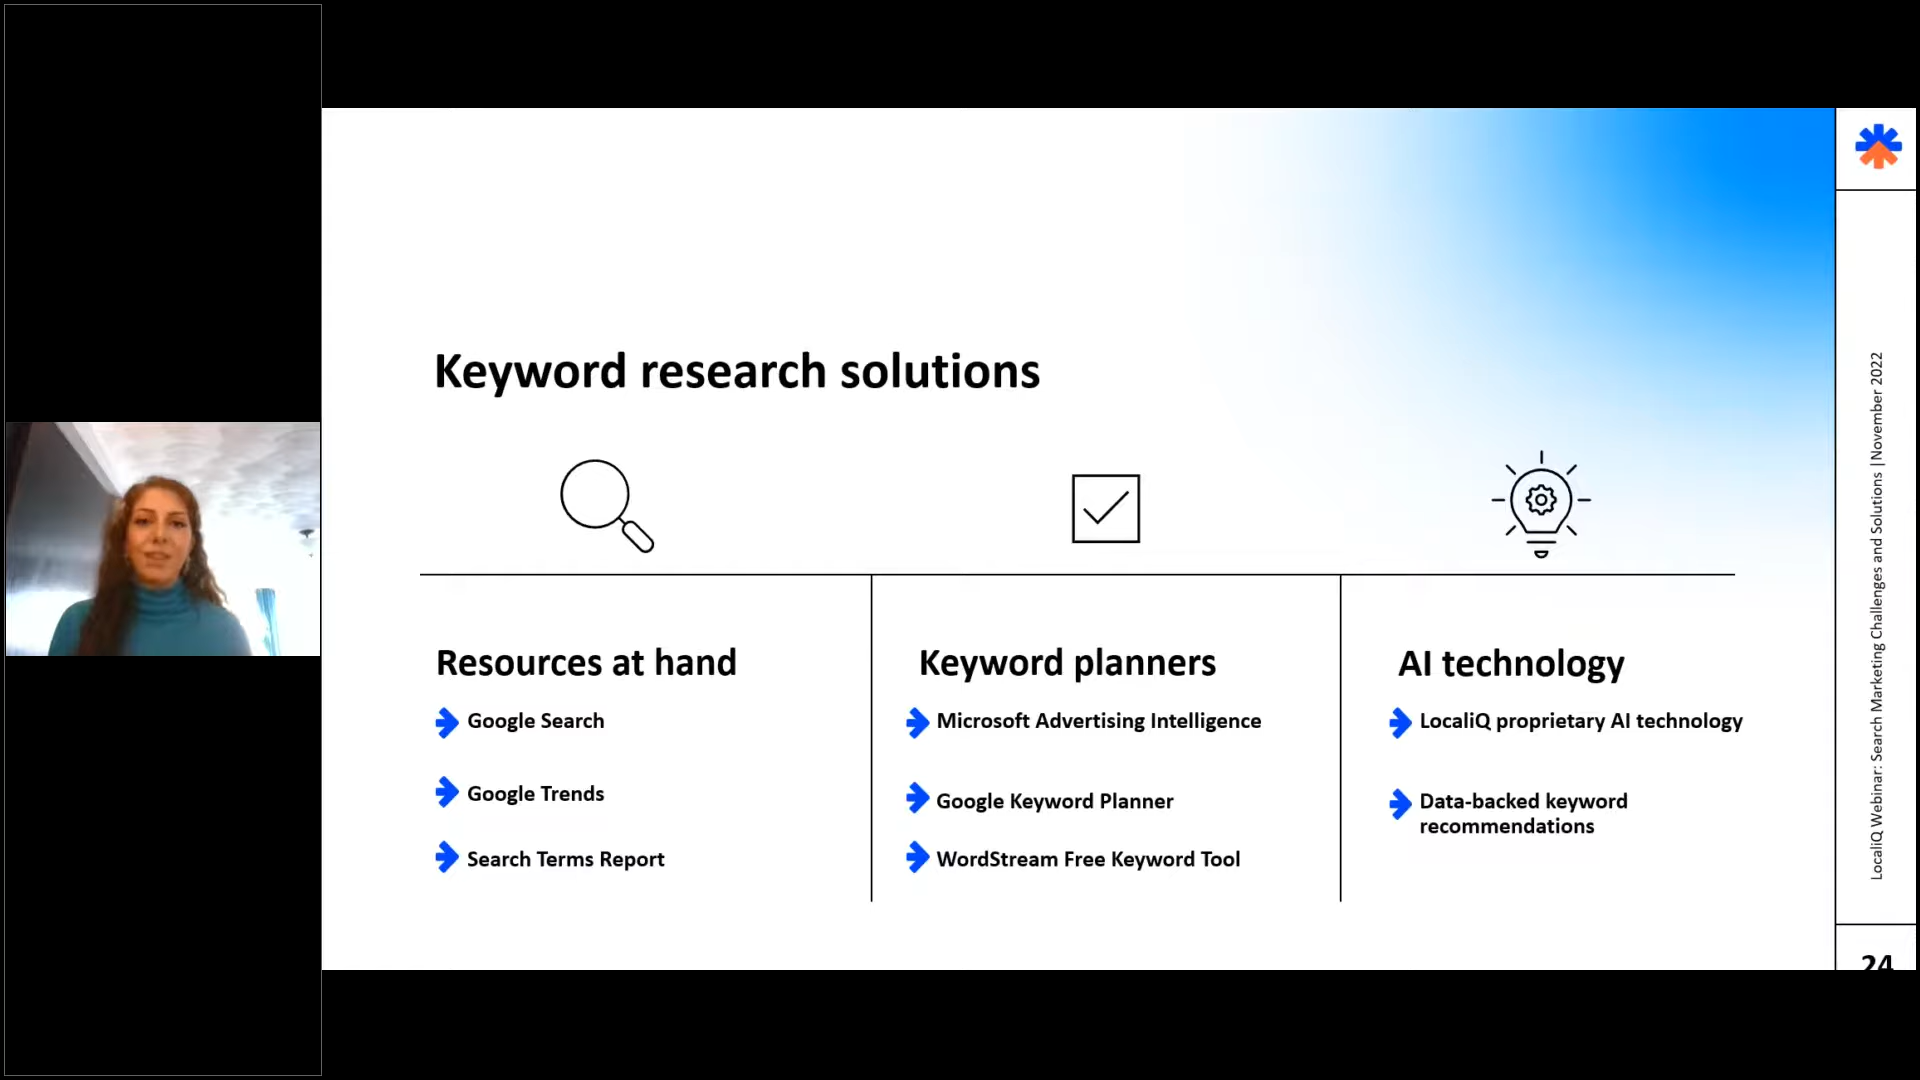 Keyword research solutions
Resources at hand
Google Search
Google Trends
Search Terms Report
Keyword planners
Microsoft Advertising Intelligence
Google Keyword Planner
WordStream Free Keyword Tool
AI technology
LocaliQ proprietary AI technology
Data-backed keyword
recommendations
LocaliQ Webinar: Search Marketing Challenges and Solutions |November 2022
24